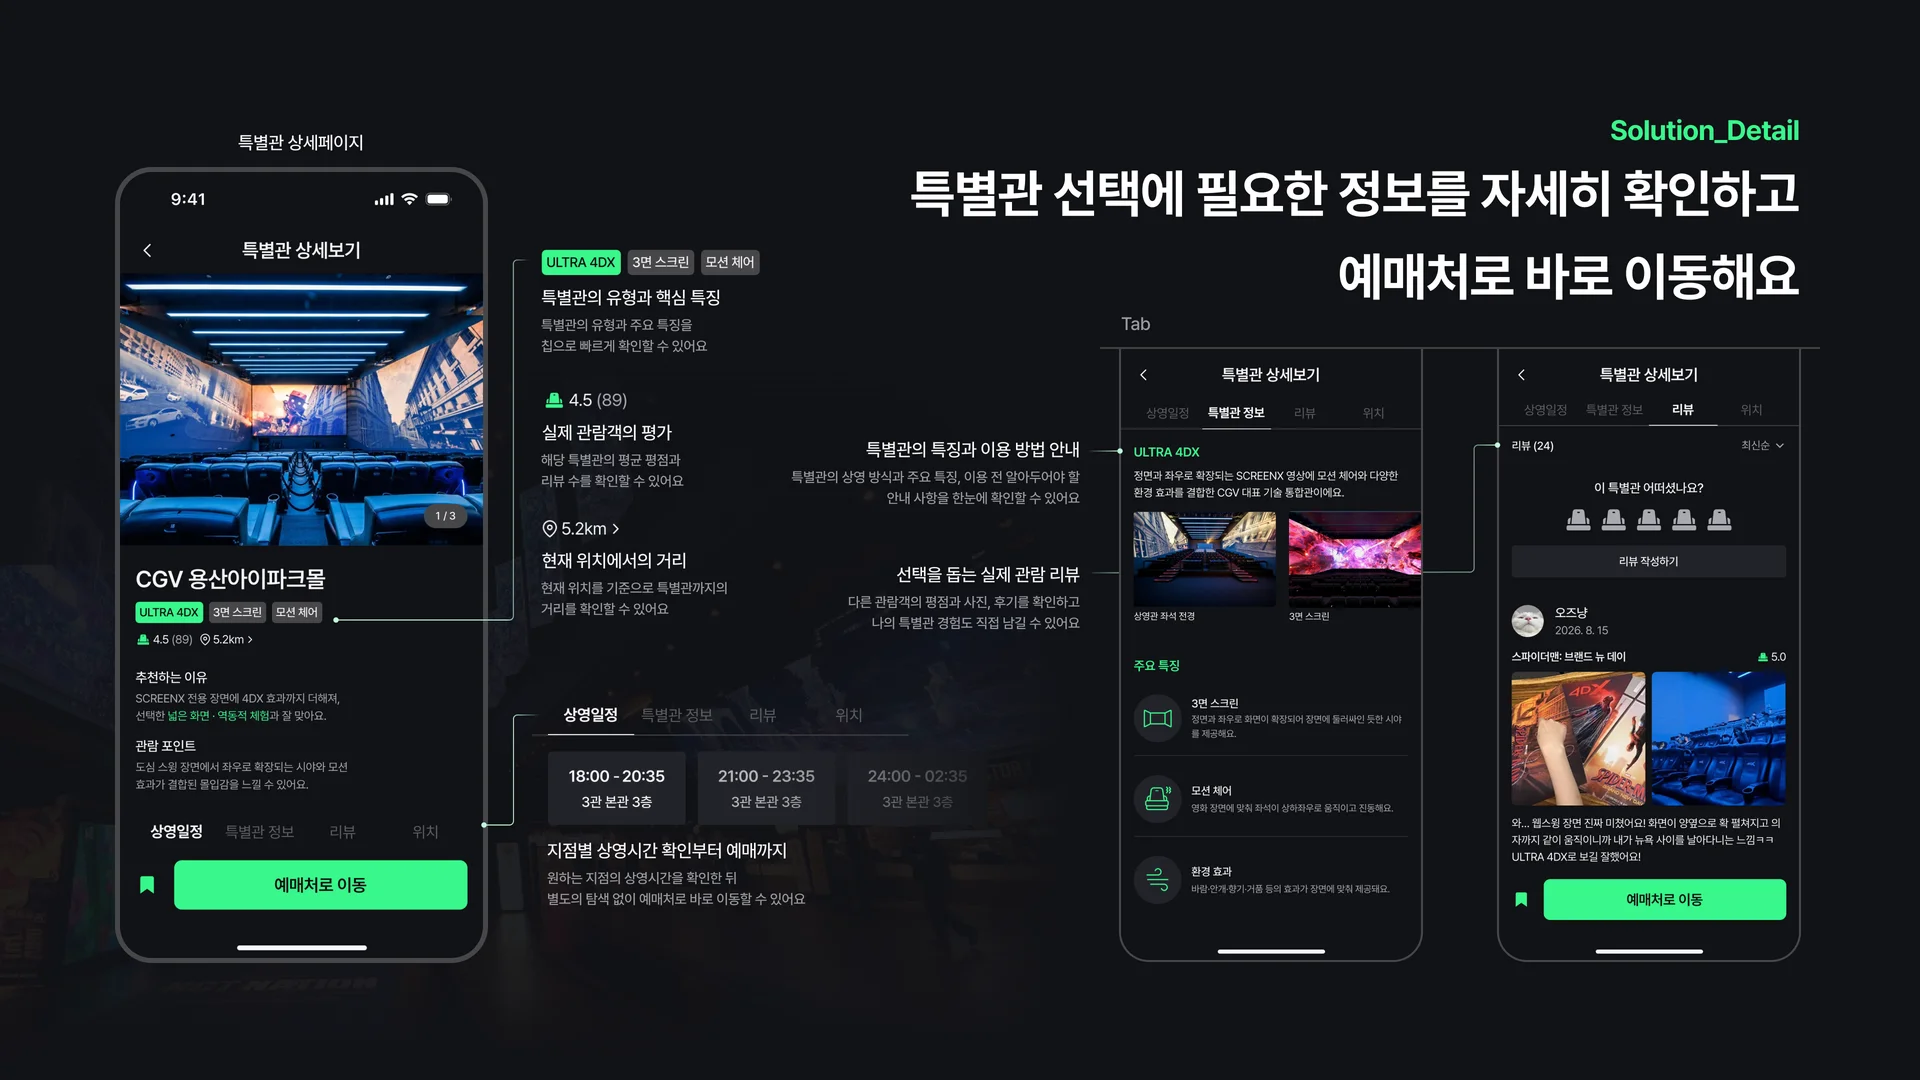 Solution_Detail
특별관 선택에 필요한 정보를 자세히 확인하고
예매처로 바로 이동해요
특별관 상세페이지
9:41
특별관 상세보기
1 / 3
CGV 용산아이파크몰
ULTRA 4DX 3면 스크린 모션 체어
4.5 (89) 5.2km >
추천하는 이유
SCREENX 전용 장면에 4DX 효과까지 더해져,
선택한 넓은 화면 · 역동적 체험과 잘 맞아요.
관람 포인트
도심 스윙 장면에서 좌우로 확장되는 시야와 모션
효과가 결합된 몰입감을 느낄 수 있어요.
상영일정 특별관 정보 리뷰 위치
예매처로 이동
ULTRA 4DX 3면 스크린 모션 체어
특별관의 유형과 핵심 특징
특별관의 유형과 주요 특징을
칩으로 빠르게 확인할 수 있어요
4.5 (89)
실제 관람객의 평가
해당 특별관의 평균 평점과
리뷰 수를 확인할 수 있어요
5.2km >
현재 위치에서의 거리
현재 위치를 기준으로 특별관까지의
거리를 확인할 수 있어요
상영일정 특별관 정보 리뷰 위치
18:00 - 20:35 21:00 - 23:35 24:00 - 02:35
3관 본관 3층 3관 본관 3층 3관 본관 3층
지점별 상영시간 확인부터 예매까지
원하는 지점의 상영시간을 확인한 뒤
별도의 탐색 없이 예매처로 바로 이동할 수 있어요
특별관의 특징과 이용 방법 안내
특별관의 상영 방식과 주요 특징, 이용 전 알아두어야 할
안내 사항을 한눈에 확인할 수 있어요
선택을 돕는 실제 관람 리뷰
다른 관람객의 평점과 사진, 후기를 확인하고
나의 특별관 경험도 직접 남길 수 있어요
Tab
특별관 상세보기
상영일정 특별관 정보 리뷰 위치
ULTRA 4DX
정면과 좌우로 확장되는 SCREENX 영상에 모션 체어와 다양한
환경 효과를 결합한 CGV 대표 기술 통합관이에요.
상영관 좌석 전경 3면 스크린
주요 특징
3면 스크린
정면과 좌우로 화면이 확장되어 장면에 둘러싸인 듯한 시야
를 제공해요.
모션 체어
영화 장면에 맞춰 좌석이 상하좌우로 움직이고 진동해요.
환경 효과
바람·안개·향기·거품 등의 효과가 장면에 맞춰 제공돼요.
특별관 상세보기
상영일정 특별관 정보 리뷰 위치
리뷰 (24) 최신순
이 특별관 어떠셨나요?
리뷰 작성하기
오즈냥
2026. 8. 15
스파이더맨: 브랜드 뉴 데이 5.0
4DX
와... 웹스윙 장면 진짜 미쳤어요! 화면이 양옆으로 확 펼쳐지고 의
자까지 같이 움직이니까 내가 뉴욕 사이를 날아다니는 느낌ㅋㅋ
ULTRA 4DX로 보길 잘했어요!
예매처로 이동